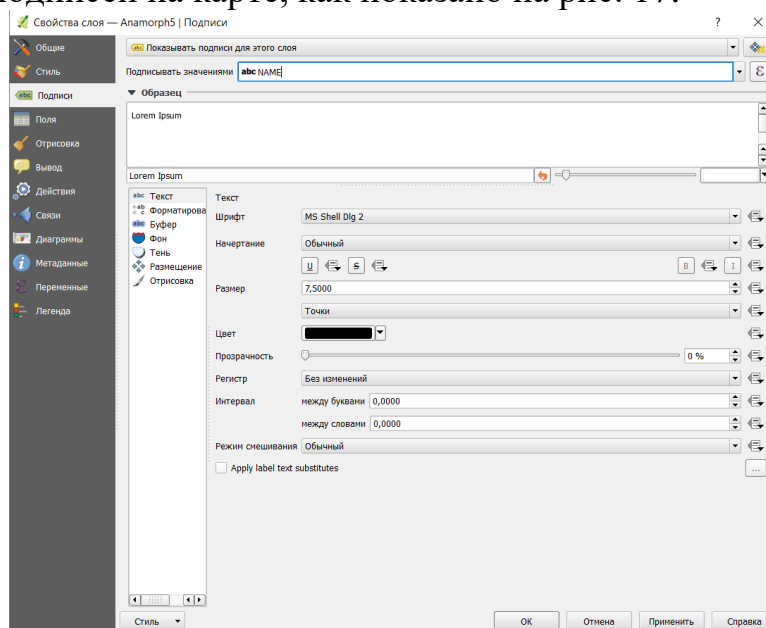 подписей на карте, как показано на рис. 17.
Свойства слоя — Anamorph5 | Подписи
? ×
Общие
Стиль
Подписи
Поля
Отрисовка
Вывод
Действия
Связи
Диаграммы
Метаданные
Переменные
Легенда
Показывать подписи для этого слоя
Подписывать значениями abc NAME ε
Образец
Lorem Ipsum
Lorem Ipsum
Текст
Форматирова
Буфер
Фон
Тень
Размещение
Отрисовка
Текст
Шрифт MS Shell Dlg 2
Начертание Обычный
U S B I
Размер 7,5000
Точки
Цвет
Прозрачность 0 %
Регистр Без изменений
Интервал между буквами 0,0000
между словами 0,0000
Режим смешивания Обычный
Apply label text substitutes ...
Стиль OK Отмена Применить Справка